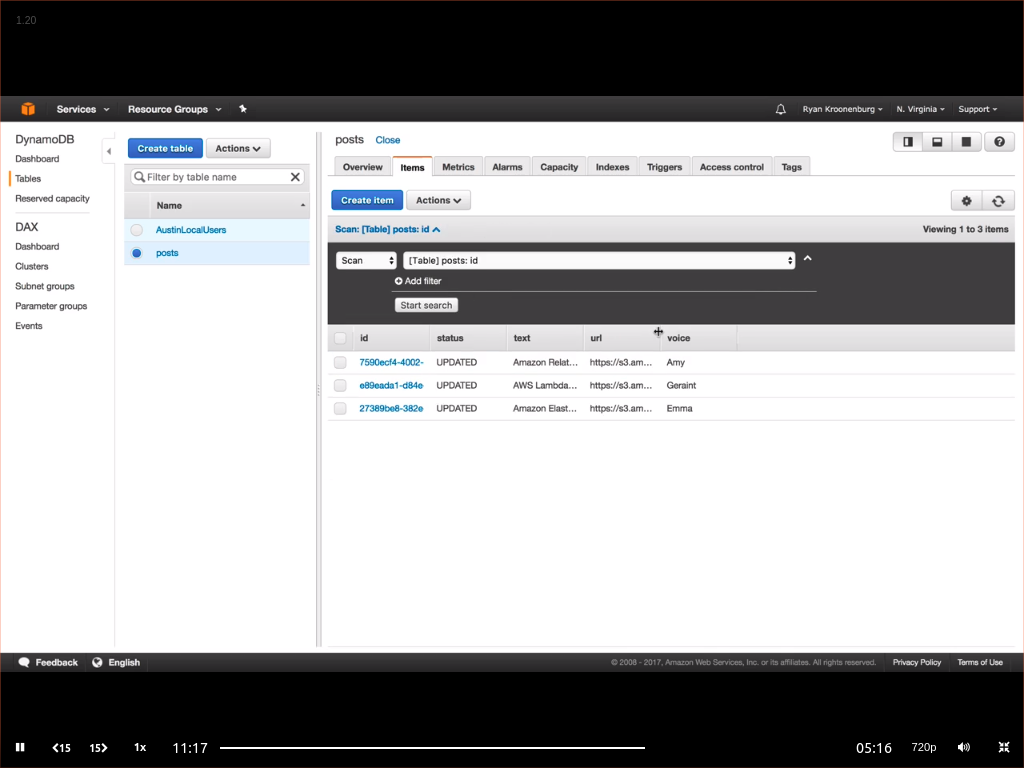 1.20
Services Resource Groups Ryan Kroonenburg N. Virginia Support
DynamoDB
Dashboard
Tables
Reserved capacity
DAX
Dashboard
Clusters
Subnet groups
Parameter groups
Events
Create table Actions
Filter by table name
Name
AustinLocalUsers
posts
posts Close
Overview Items Metrics Alarms Capacity Indexes Triggers Access control Tags
Create item Actions
Scan: [Table] posts: id Viewing 1 to 3 items
Scan [Table] posts: id
Add filter
Start search
id status text url voice
7590ecf4-4002- UPDATED Amazon Relat... https://s3.am... Amy
e89eada1-d84e UPDATED AWS Lambda... https://s3.am... Geraint
27389be8-382e UPDATED Amazon Elast... https://s3.am... Emma
Feedback English © 2008 - 2017, Amazon Web Services, Inc. or its affiliates. All rights reserved. Privacy Policy Terms of Use
15 15 1x 11:17 05:16 720p